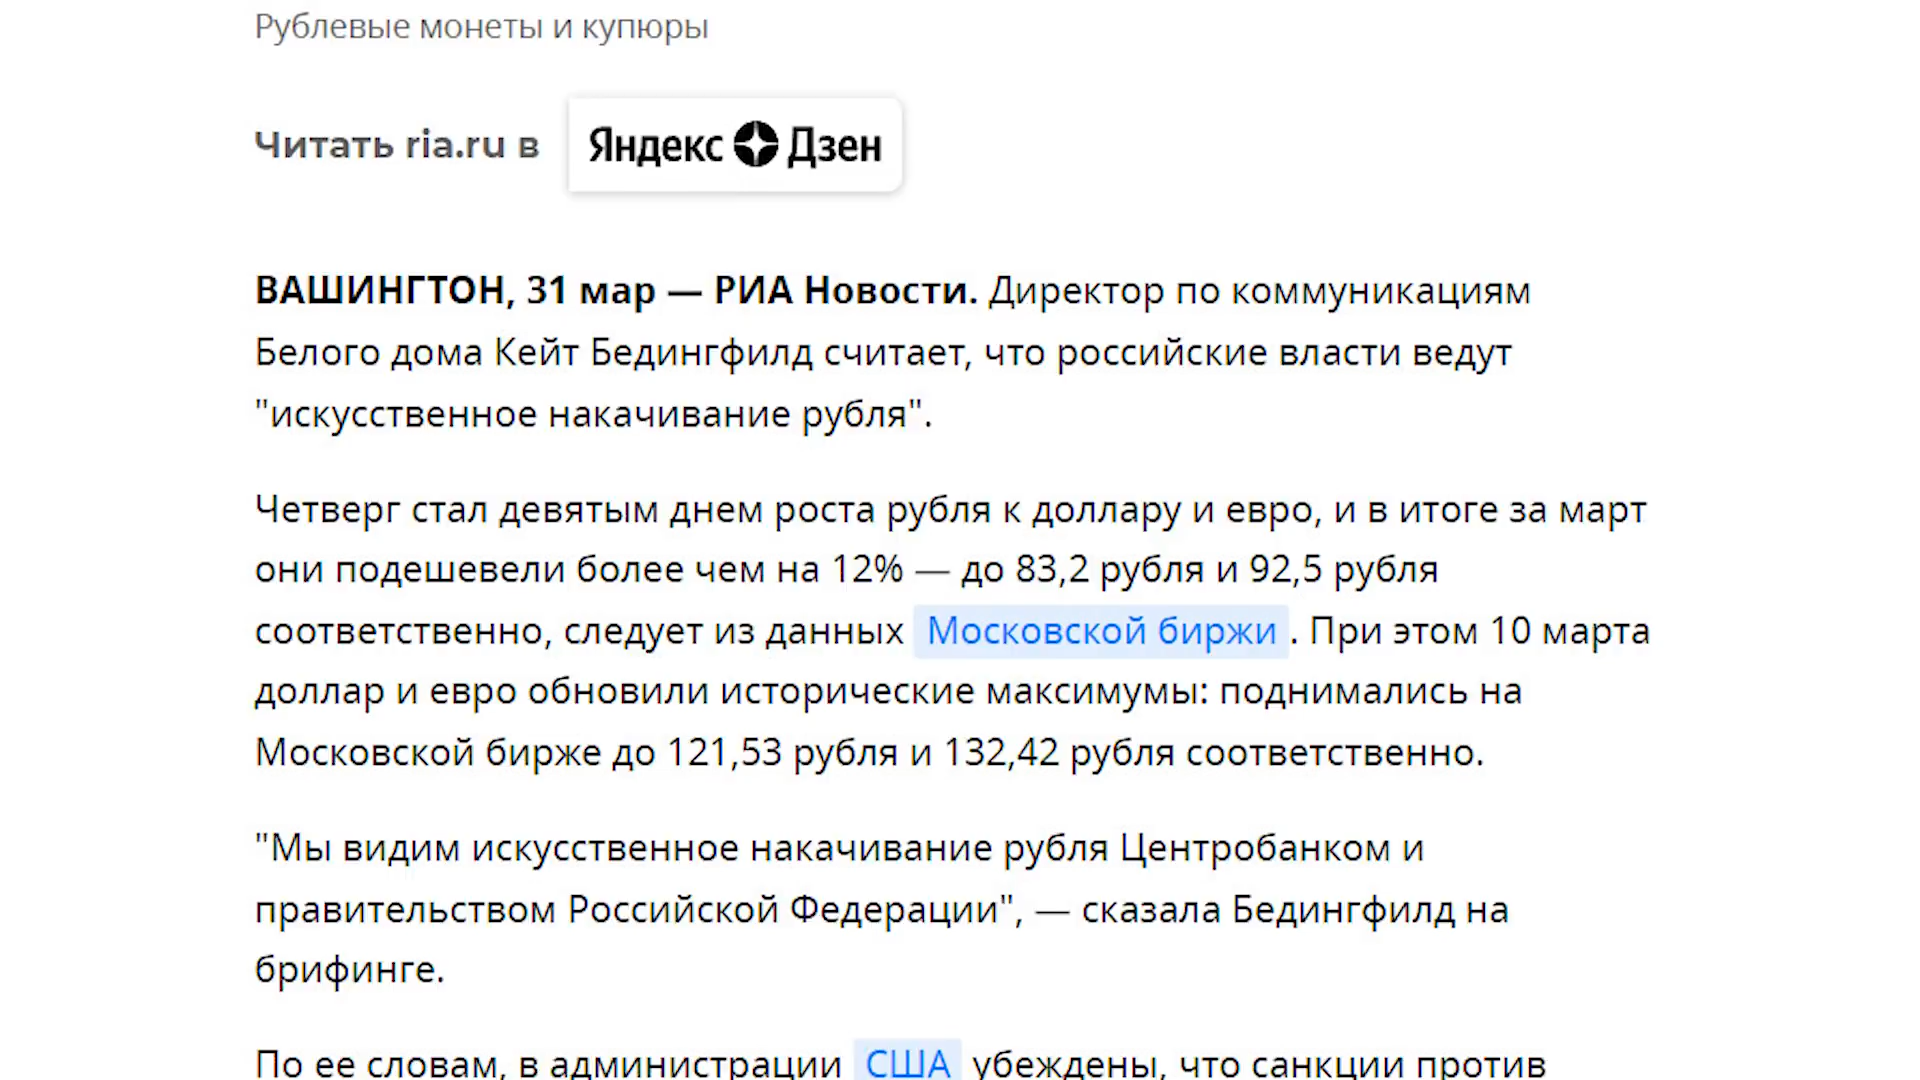 Рублевые монеты и купюры
Читать ria.ru в Яндекс Дзен
ВАШИНГТОН, 31 мар — РИА Новости. Директор по коммуникациям
Белого дома Кейт Бедингфилд считает, что российские власти ведут
"искусственное накачивание рубля".
Четверг стал девятым днем роста рубля к доллару и евро, и в итоге за март
они подешевели более чем на 12% — до 83,2 рубля и 92,5 рубля
соответственно, следует из данных Московской биржи. При этом 10 марта
доллар и евро обновили исторические максимумы: поднимались на
Московской бирже до 121,53 рубля и 132,42 рубля соответственно.
"Мы видим искусственное накачивание рубля Центробанком и
правительством Российской Федерации", — сказала Бедингфилд на
брифинге.
По ее словам, в администрации США убеждены, что санкции против